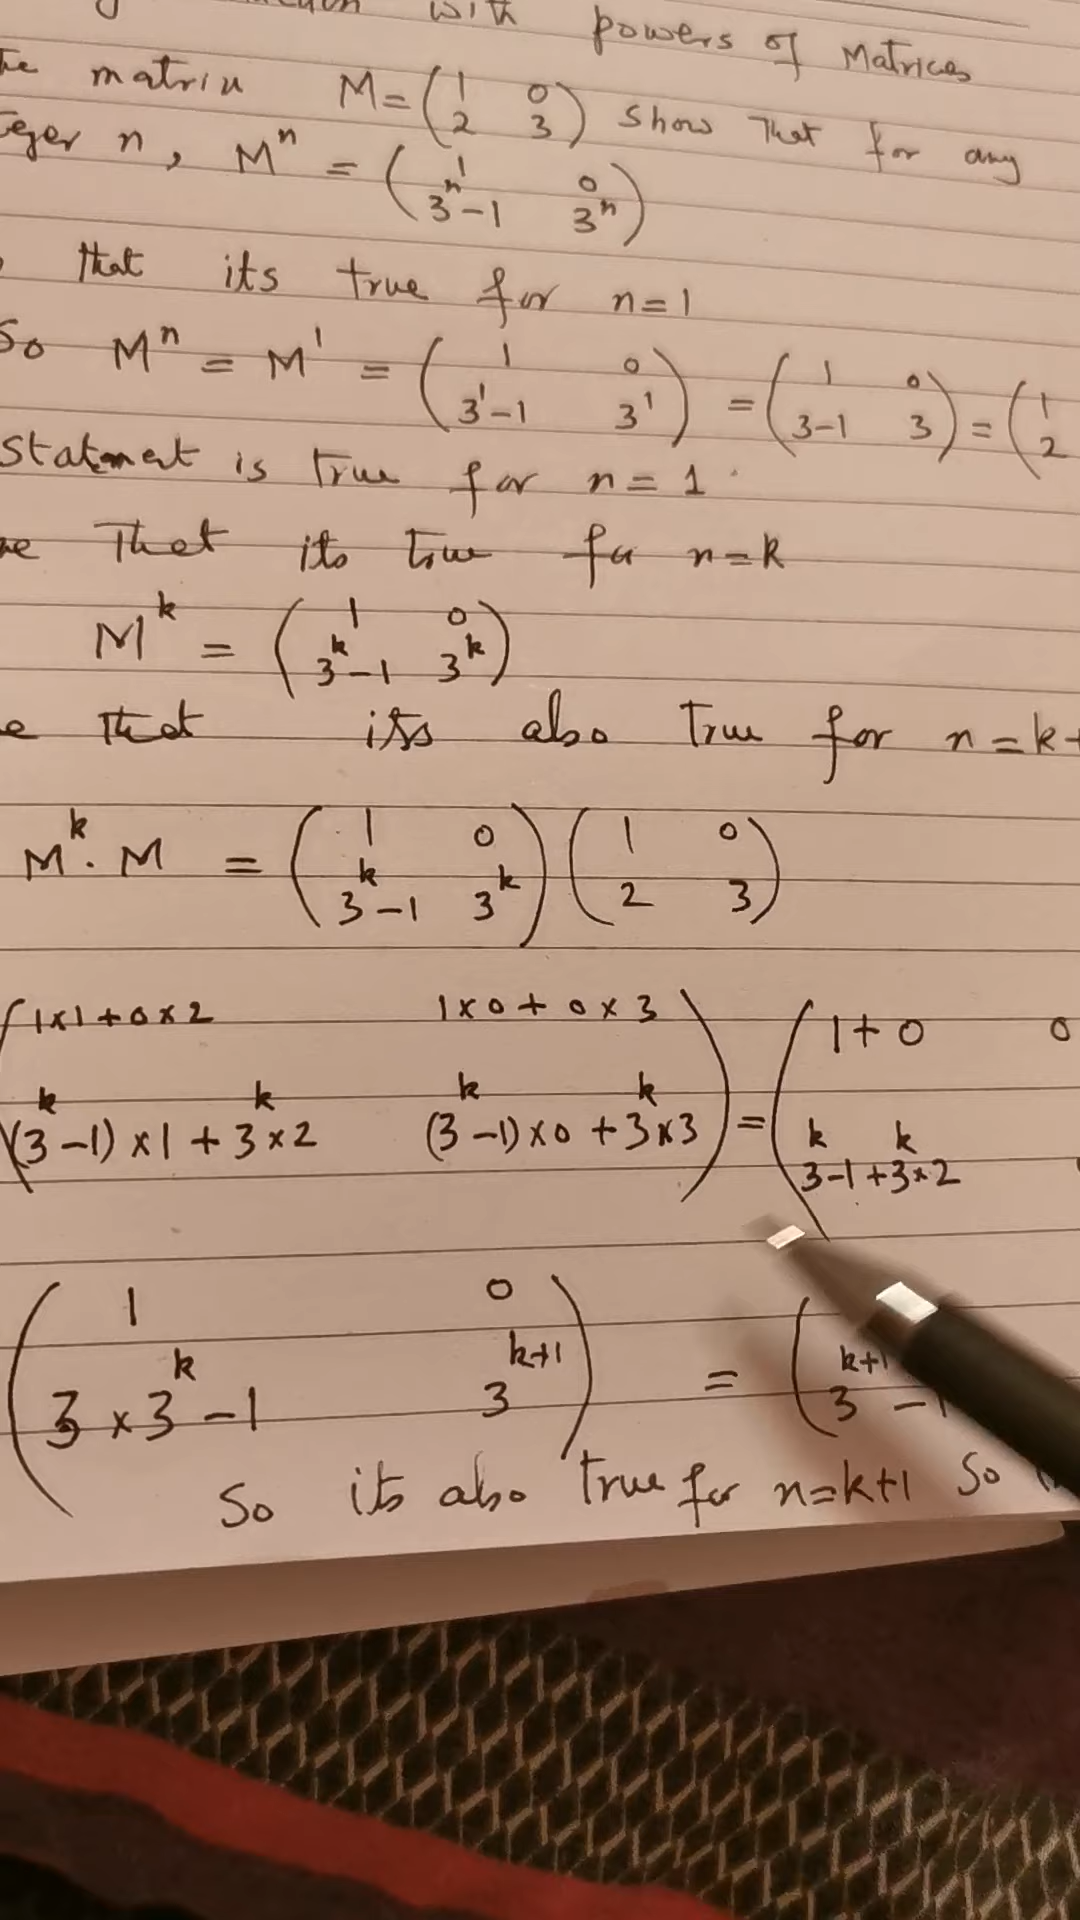 with powers of Matrices
matrix M = ( 1 0 ; 2 3 ) show that for any
n, Mⁿ = ( 1 0 ; 3ⁿ-1 3ⁿ )
that its true for n=1
So Mⁿ = M¹ = ( 1 0 ; 3¹-1 3¹ ) = ( 1 0 ; 3-1 3 ) = ( 1 ; 2
Statment is true for n = 1
That its true for n=k
Mᵏ = ( 1 0 ; 3ᵏ-1 3ᵏ )
that its also true for n=k+
Mᵏ. M = ( 1 0 ; 3ᵏ-1 3ᵏ ) ( 1 0 ; 2 3 )
( 1×1+0×2 1×0+0×3 ; (3ᵏ-1)×1+3ᵏ×2 (3ᵏ-1)×0+3ᵏ×3 ) = ( 1+0 0 ; 3ᵏ-1+3ᵏ×2
( 1 0 ; 3×3ᵏ-1 3ᵏ⁺¹ ) = ( 3ᵏ⁺¹-1
So its also true for n=k+1 So